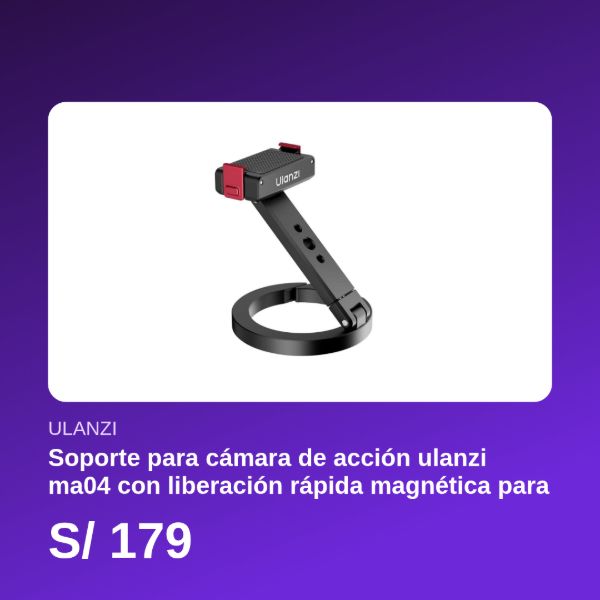 Ulanzi
ULANZI
Soporte para cámara de acción ulanzi
ma04 con liberación rápida magnética para
S/ 179